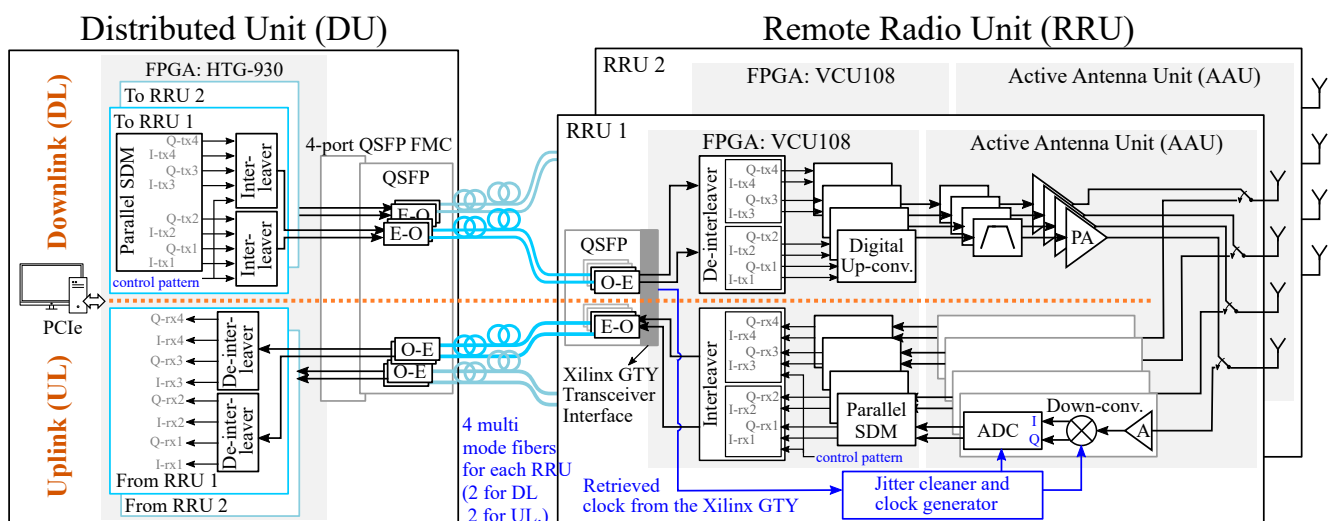 Distributed Unit (DU)
Remote Radio Unit (RRU)
Downlink (DL)
Uplink (UL)
PCIe
FPGA: HTG-930
To RRU 2
To RRU 1
Parallel SDM
Q-tx4
I-tx4
Q-tx3
I-tx3
Q-tx2
I-tx2
Q-tx1
I-tx1
control pattern
Inter-
leaver
Inter-
leaver
4-port QSFP FMC
QSFP
E-O
E-O
Q-rx4
I-rx4
Q-rx3
I-rx3
Q-rx2
I-rx2
Q-rx1
I-rx1
De-inter-
leaver
De-inter-
leaver
From RRU 1
From RRU 2
O-E
O-E
4 multi
mode fibers
for each RRU
(2 for DL
2 for UL.)
RRU 2
FPGA: VCU108
Active Antenna Unit (AAU)
RRU 1
FPGA: VCU108
Active Antenna Unit (AAU)
QSFP
O-E
E-O
Xilinx GTY
Transceiver
Interface
De-interleaver
Q-tx4
I-tx4
Q-tx3
I-tx3
Q-tx2
I-tx2
Q-tx1
I-tx1
Digital
Up-conv.
PA
Interleaver
Q-rx4
I-rx4
Q-rx3
I-rx3
Q-rx2
I-rx2
Q-rx1
I-rx1
control pattern
Parallel
SDM
ADC
I
Q
Down-conv.
A
Retrieved
clock from the Xilinx GTY
Jitter cleaner and
clock generator